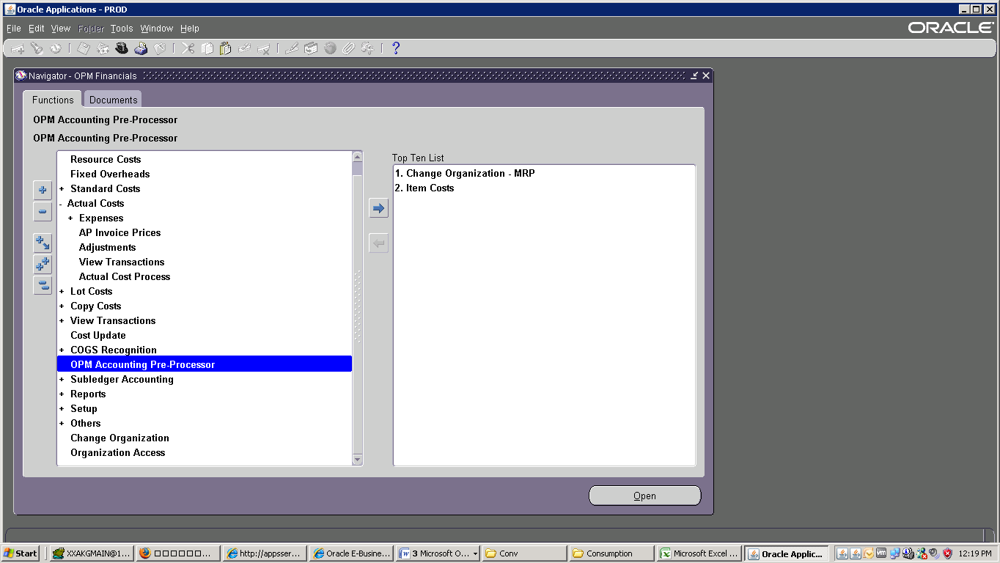 Oracle Applications - PROD
File Edit View Folder Tools Window Help
ORACLE
Navigator - OPM Financials
Functions Documents
OPM Accounting Pre-Processor
OPM Accounting Pre-Processor
Resource Costs
Fixed Overheads
+ Standard Costs
- Actual Costs
+ Expenses
AP Invoice Prices
Adjustments
View Transactions
Actual Cost Process
+ Lot Costs
+ Copy Costs
+ View Transactions
Cost Update
+ COGS Recognition
OPM Accounting Pre-Processor
+ Subledger Accounting
+ Reports
+ Setup
+ Others
Change Organization
Organization Access
Top Ten List
1. Change Organization - MRP
2. Item Costs
Open
Start XXAKGMAIN@1... □□□□□□... http://appsser... Oracle E-Busine... 3 Microsoft O... Conv Consumption Microsoft Excel ... Oracle Applic... 12:19 PM